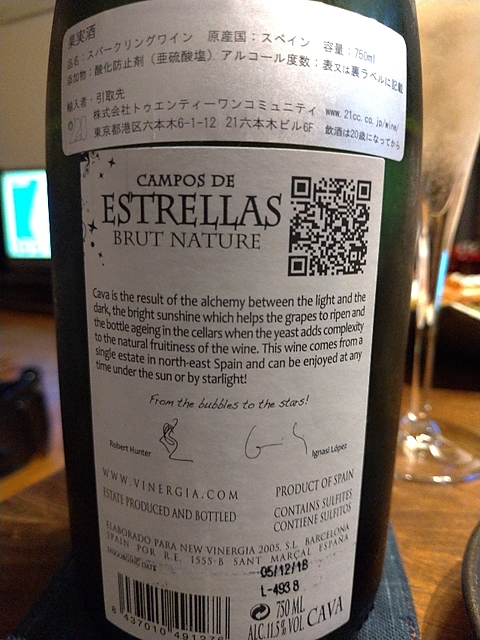 果実酒
品名：スパークリングワイン 原産国：スペイン 容量：750ml
添加物：酸化防止剤（亜硫酸塩）アルコール度数：表又は裏ラベルに記載
輸入者・引取先
株式会社トゥエンティーワンコミュニティ www.21cc.co.jp/wine/
東京都港区六本木6-1-12 21六本木ビル6F 飲酒は20歳になってから
CAMPOS DE
ESTRELLAS
BRUT NATURE
Cava is the result of the alchemy between the light and the
dark, the bright sunshine which helps the grapes to ripen and
the bottle ageing in the cellars when the yeast adds complexity
to the natural fruitiness of the wine. This wine comes from a
single estate in north-east Spain and can be enjoyed at any
time under the sun or by starlight!
From the bubbles to the stars!
Robert Hunter Ignasi López
WWW.VINERGIA.COM PRODUCT OF SPAIN
ESTATE PRODUCED AND BOTTLED CONTAINS SULFITES
CONTIENE SULFITOS
ELABORADO PARA NEW VINERGIA 2005, S.L. BARCELONA
SPAIN POR R.E. 1555-B SANT MARÇAL ESPAÑA
DISGORGING DATE 05/12/18
L-493B
750 ML
ALC.11,5%VOL CAVA
8 437010 491276